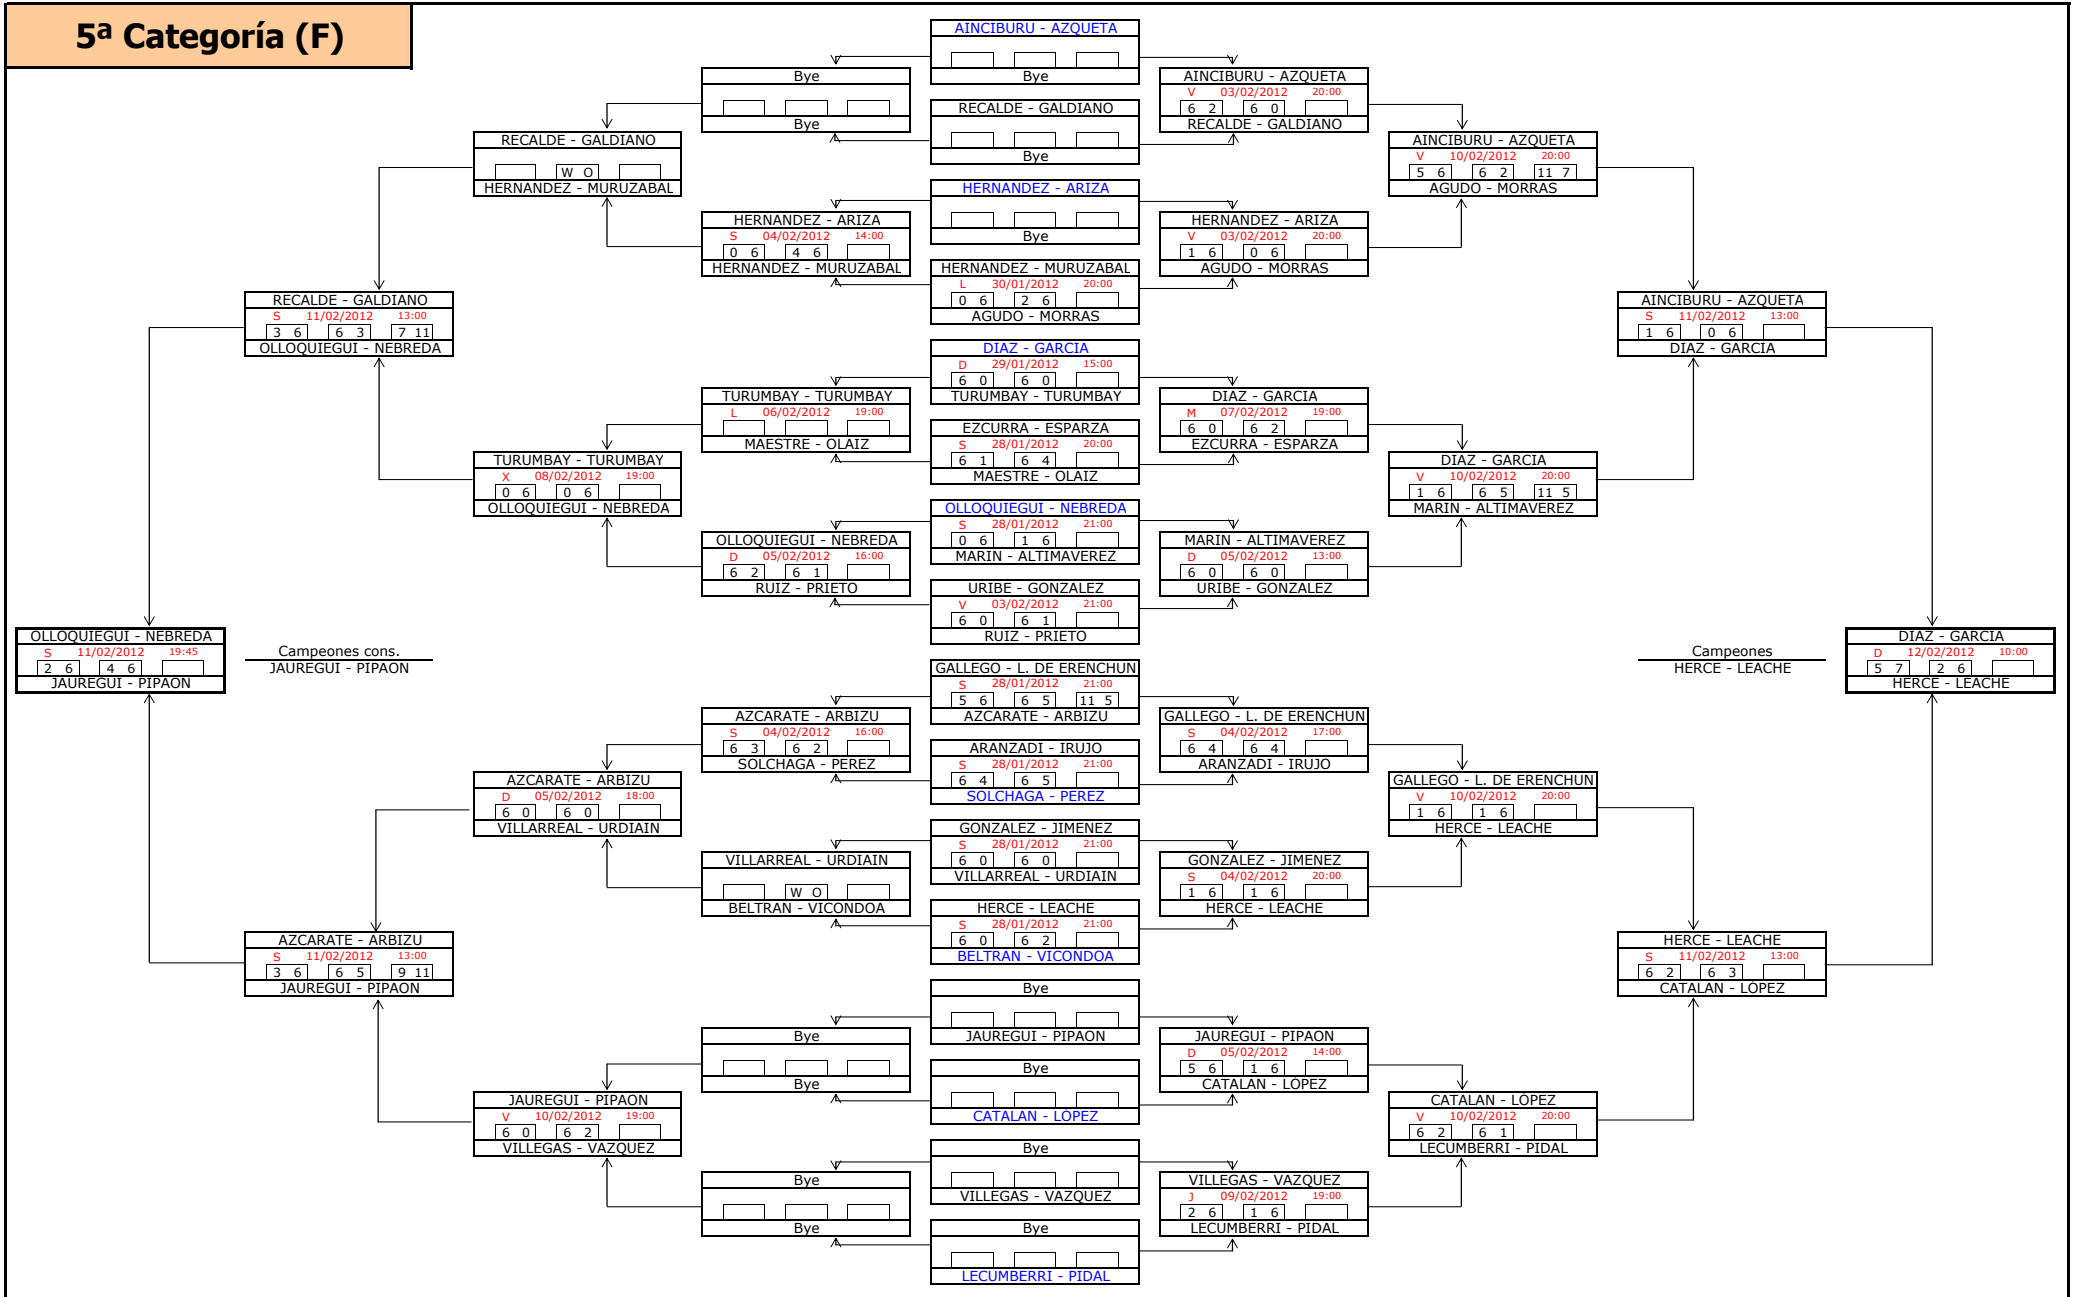 5ª Categoría (F)
AINCIBURU - AZQUETA
Bye
RECALDE - GALDIANO
Bye
HERNANDEZ - ARIZA
Bye
HERNANDEZ - MURUZABAL
L 30/01/2012 20:00
0 6 2 6
AGUDO - MORRAS
DIAZ - GARCIA
D 29/01/2012 15:00
6 0 6 0
TURUMBAY - TURUMBAY
EZCURRA - ESPARZA
S 28/01/2012 20:00
6 1 6 4
MAESTRE - OLAIZ
OLLOQUIEGUI - NEBREDA
S 28/01/2012 21:00
0 6 1 6
MARIN - ALTIMAVEREZ
URIBE - GONZALEZ
V 03/02/2012 21:00
6 0 6 1
RUIZ - PRIETO
GALLEGO - L. DE ERENCHUN
S 28/01/2012 21:00
5 6 6 5 11 5
AZCARATE - ARBIZU
ARANZADI - IRUJO
S 28/01/2012 21:00
6 4 6 5
SOLCHAGA - PEREZ
GONZALEZ - JIMENEZ
S 28/01/2012 21:00
6 0 6 0
VILLARREAL - URDIAIN
HERCE - LEACHE
S 28/01/2012 21:00
6 0 6 2
BELTRAN - VICONDOA
Bye
JAUREGUI - PIPAON
Bye
CATALAN - LÓPEZ
Bye
VILLEGAS - VAZQUEZ
Bye
LECUMBERRI - PIDAL
Bye
Bye
HERNANDEZ - ARIZA
S 04/02/2012 14:00
0 6 4 6
HERNANDEZ - MURUZABAL
TURUMBAY - TURUMBAY
L 06/02/2012 19:00
MAESTRE - OLAIZ
OLLOQUIEGUI - NEBREDA
D 05/02/2012 16:00
6 2 6 1
RUIZ - PRIETO
AZCARATE - ARBIZU
S 04/02/2012 16:00
6 3 6 2
SOLCHAGA - PEREZ
VILLARREAL - URDIAIN
W O
BELTRAN - VICONDOA
Bye
Bye
Bye
Bye
RECALDE - GALDIANO
W O
HERNANDEZ - MURUZABAL
TURUMBAY - TURUMBAY
X 08/02/2012 19:00
0 6 0 6
OLLOQUIEGUI - NEBREDA
AZCARATE - ARBIZU
D 05/02/2012 18:00
6 0 6 0
VILLARREAL - URDIAIN
JAUREGUI - PIPAON
V 10/02/2012 19:00
6 0 6 2
VILLEGAS - VAZQUEZ
RECALDE - GALDIANO
S 11/02/2012 13:00
3 6 6 3 7 11
OLLOQUIEGUI - NEBREDA
AZCARATE - ARBIZU
S 11/02/2012 13:00
3 6 6 5 9 11
JAUREGUI - PIPAON
OLLOQUIEGUI - NEBREDA
S 11/02/2012 19:45
2 6 4 6
JAUREGUI - PIPAON
Campeones cons.
JAUREGUI - PIPAON
AINCIBURU - AZQUETA
V 03/02/2012 20:00
6 2 6 0
RECALDE - GALDIANO
HERNANDEZ - ARIZA
V 03/02/2012 20:00
1 6 0 6
AGUDO - MORRAS
DIAZ - GARCIA
M 07/02/2012 19:00
6 0 6 2
EZCURRA - ESPARZA
MARIN - ALTIMAVEREZ
D 05/02/2012 13:00
6 0 6 0
URIBE - GONZALEZ
GALLEGO - L. DE ERENCHUN
S 04/02/2012 17:00
6 4 6 4
ARANZADI - IRUJO
GONZALEZ - JIMENEZ
S 04/02/2012 20:00
1 6 1 6
HERCE - LEACHE
JAUREGUI - PIPAON
D 05/02/2012 14:00
5 6 1 6
CATALAN - LÓPEZ
VILLEGAS - VAZQUEZ
J 09/02/2012 19:00
2 6 1 6
LECUMBERRI - PIDAL
AINCIBURU - AZQUETA
V 10/02/2012 20:00
5 6 6 2 11 7
AGUDO - MORRAS
DIAZ - GARCIA
V 10/02/2012 20:00
1 6 6 5 11 5
MARIN - ALTIMAVEREZ
GALLEGO - L. DE ERENCHUN
V 10/02/2012 20:00
1 6 1 6
HERCE - LEACHE
CATALAN - LÓPEZ
V 10/02/2012 20:00
6 2 6 1
LECUMBERRI - PIDAL
AINCIBURU - AZQUETA
S 11/02/2012 13:00
1 6 0 6
DIAZ - GARCIA
HERCE - LEACHE
S 11/02/2012 13:00
6 2 6 3
CATALAN - LÓPEZ
Campeones
HERCE - LEACHE
DIAZ - GARCIA
D 12/02/2012 10:00
5 7 2 6
HERCE - LEACHE